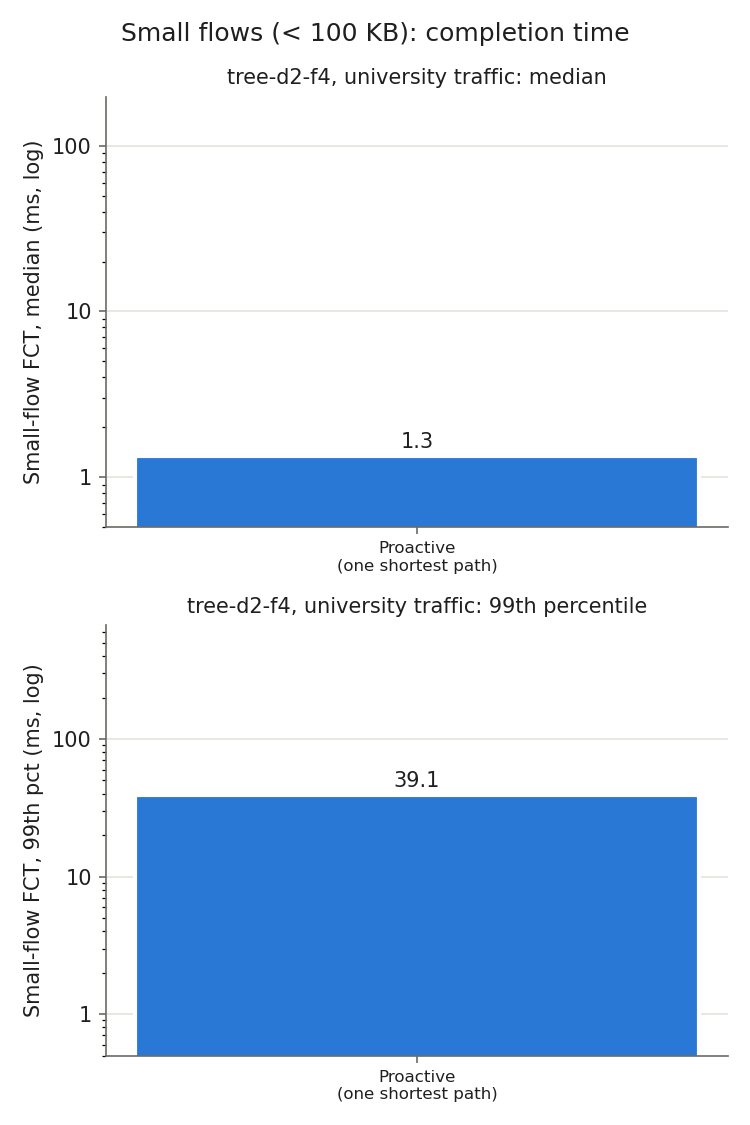 Small flows (< 100 KB): completion time
tree-d2-f4, university traffic: median
Small-flow FCT, median (ms, log)
100
10
1
1.3
Proactive
(one shortest path)
tree-d2-f4, university traffic: 99th percentile
Small-flow FCT, 99th pct (ms, log)
100
10
1
39.1
Proactive
(one shortest path)